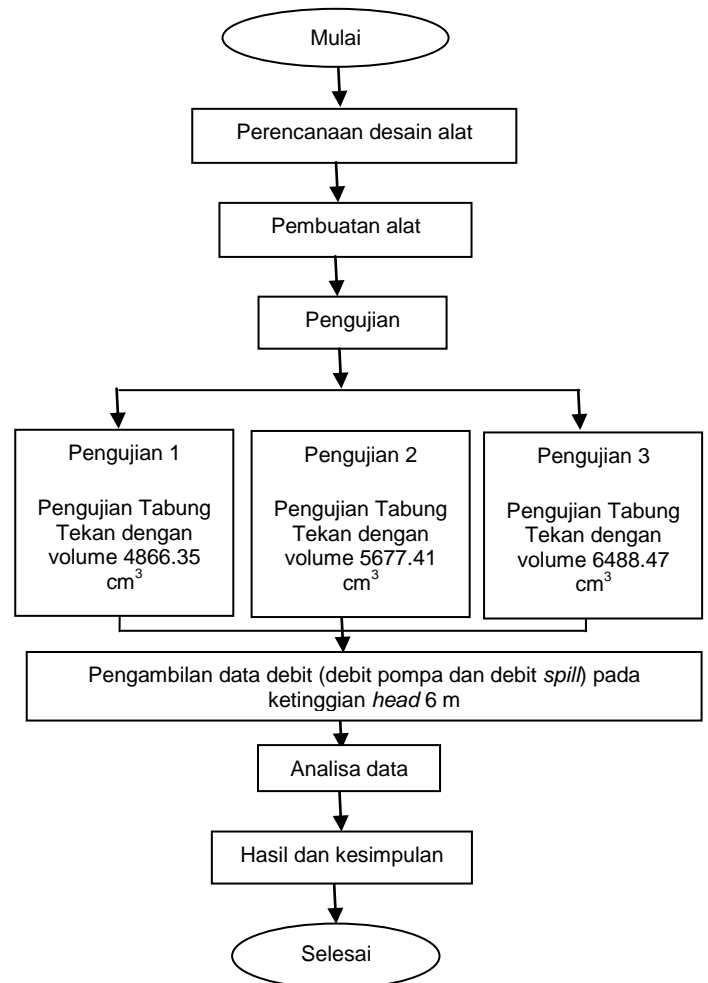 Mulai
Perencanaan desain alat
Pembuatan alat
Pengujian
Pengujian 1
Pengujian Tabung
Tekan dengan
volume 4866.35
cm³
Pengujian 2
Pengujian Tabung
Tekan dengan
volume 5677.41
cm³
Pengujian 3
Pengujian Tabung
Tekan dengan
volume 6488.47
cm³
Pengambilan data debit (debit pompa dan debit spill) pada
ketinggian head 6 m
Analisa data
Hasil dan kesimpulan
Selesai